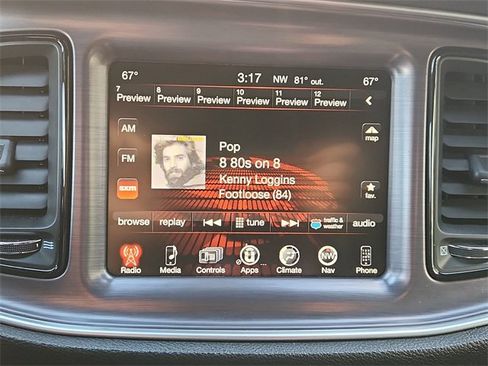 67° 3:17 NW 81° out. 67°
7 8 9 10 11 12
Preview Preview Preview Preview Preview Preview
AM
FM
SXM
Pop
8 80s on 8
Kenny Loggins
Footloose (84)
map
fav.
browse replay tune traffic & weather audio
NW
Radio Media Controls Apps Climate Nav Phone